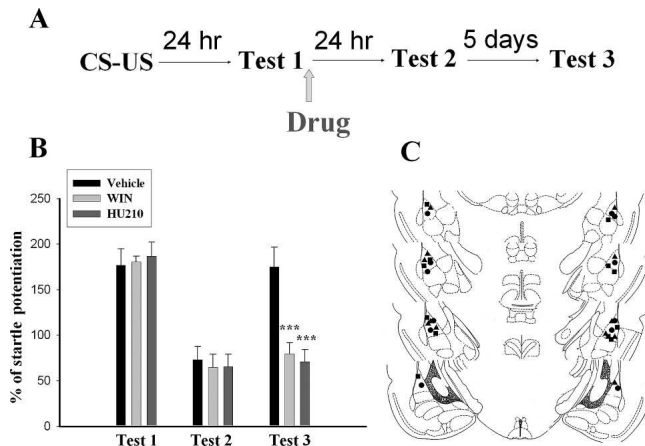 A
CS-US 24 hr Test 1 24 hr Test 2 5 days Test 3
Drug
B
C
Vehicle
WIN
HU210
% of startle potentiation
250
200
150
100
50
0
*** ***
Test 1 Test 2 Test 3